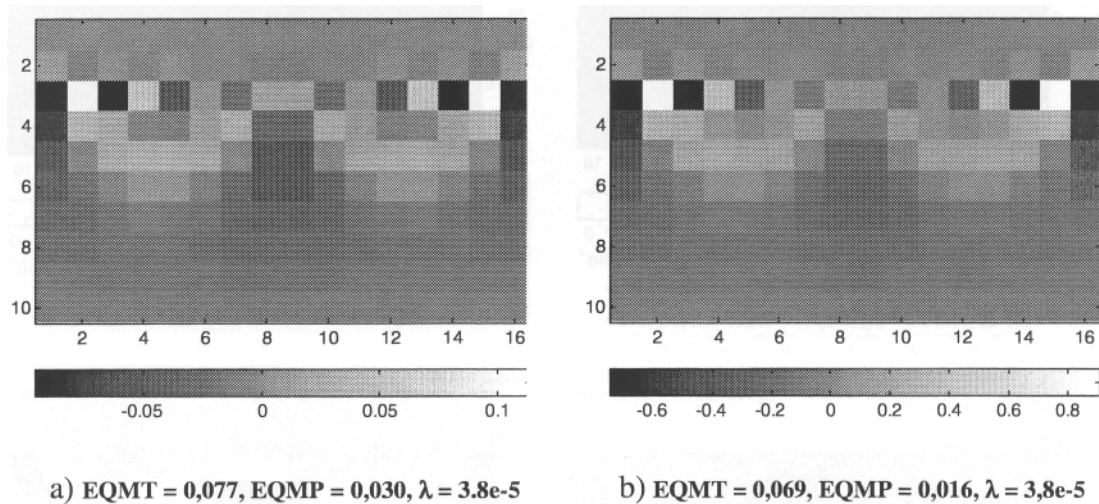 2
4
6
8
10
2 4 6 8 10 12 14 16
-0.05 0 0.05 0.1
a) EQMT = 0,077, EQMP = 0,030, λ = 3.8e-5
2
4
6
8
10
2 4 6 8 10 12 14 16
-0.6 -0.4 -0.2 0 0.2 0.4 0.6 0.8
b) EQMT = 0,069, EQMP = 0,016, λ = 3,8e-5